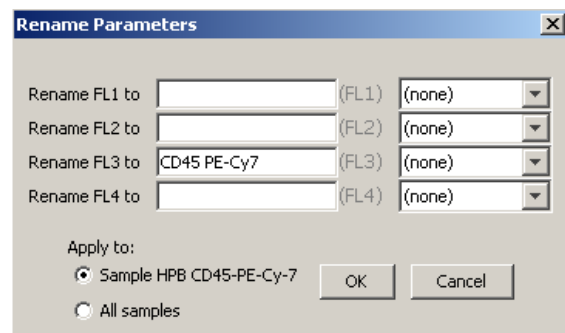 Rename Parameters
Rename FL1 to (FL1) (none)
Rename FL2 to (FL2) (none)
Rename FL3 to CD45 PE-Cy7 (FL3) (none)
Rename FL4 to (FL4) (none)
Apply to:
Sample HPB CD45-PE-Cy-7 OK Cancel
All samples